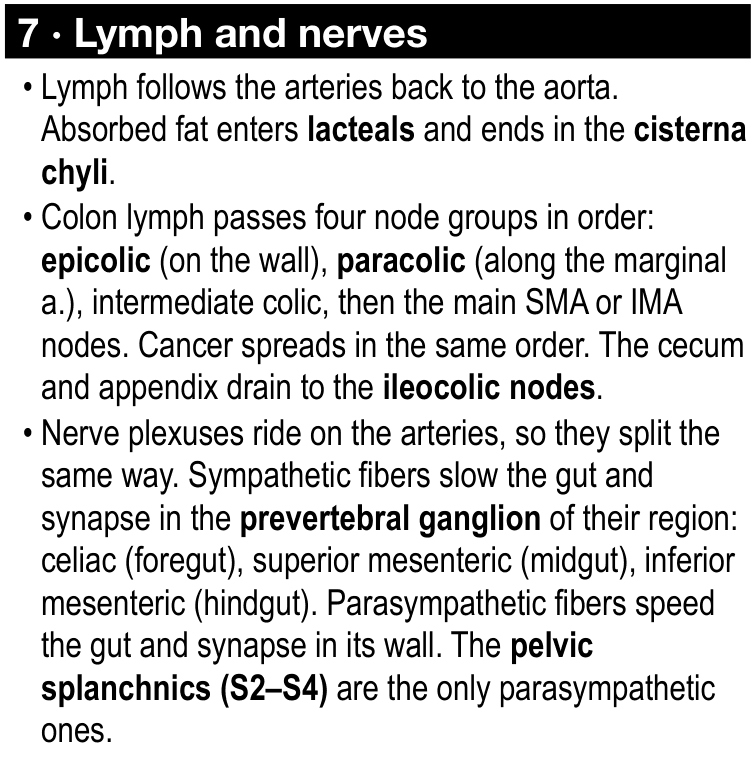 7 · Lymph and nerves
• Lymph follows the arteries back to the aorta.
Absorbed fat enters lacteals and ends in the cisterna
chyli.
• Colon lymph passes four node groups in order:
epicolic (on the wall), paracolic (along the marginal
a.), intermediate colic, then the main SMA or IMA
nodes. Cancer spreads in the same order. The cecum
and appendix drain to the ileocolic nodes.
• Nerve plexuses ride on the arteries, so they split the
same way. Sympathetic fibers slow the gut and
synapse in the prevertebral ganglion of their region:
celiac (foregut), superior mesenteric (midgut), inferior
mesenteric (hindgut). Parasympathetic fibers speed
the gut and synapse in its wall. The pelvic
splanchnics (S2–S4) are the only parasympathetic
ones.